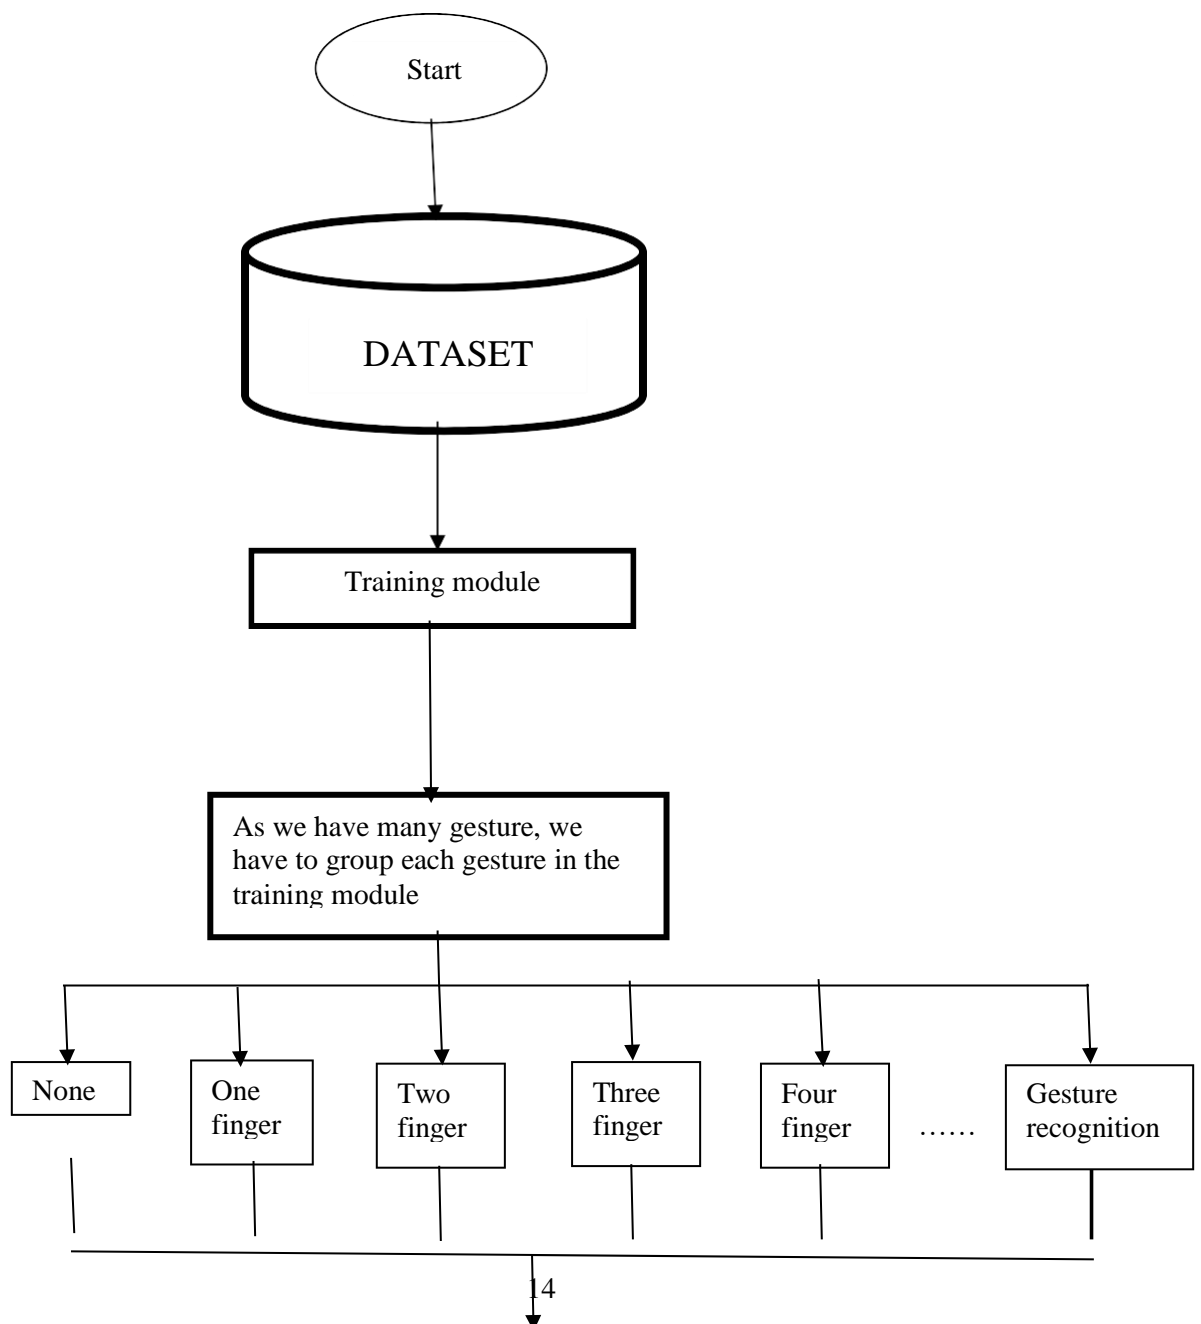 Start
DATASET
Training module
As we have many gesture, we
have to group each gesture in the
training module
None
One
finger
Two
finger
Three
finger
Four
finger
......
Gesture
recognition
14